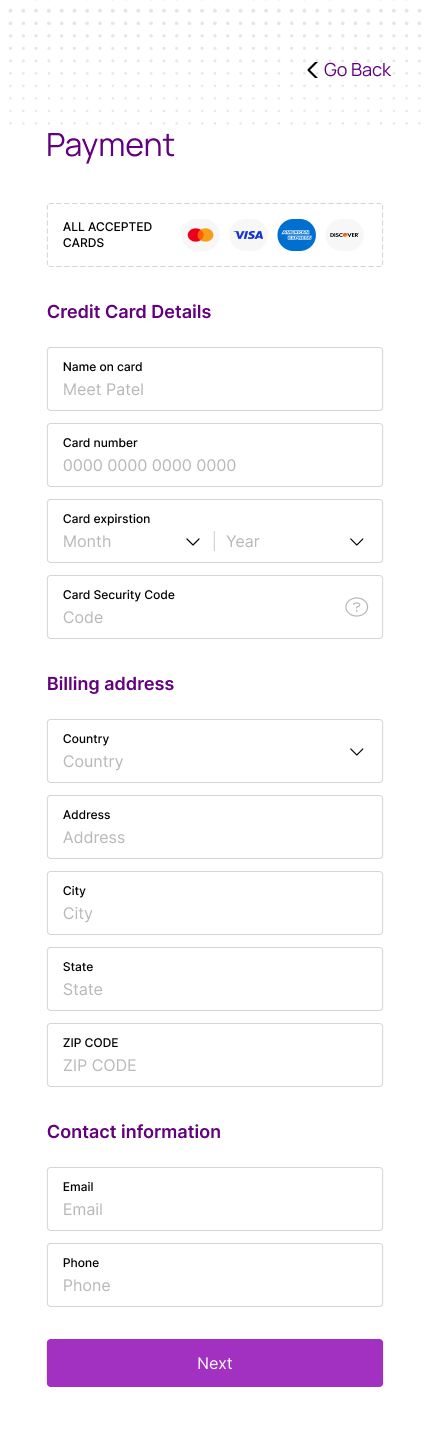 Go Back
Payment
ALL ACCEPTED
CARDS
VISA
AMERICAN
EXPRESS
DISCOVER
Credit Card Details
Name on card
Meet Patel
Card number
0000 0000 0000 0000
Card expirstion
Month
Year
Card Security Code
Code
?
Billing address
Country
Country
Address
Address
City
City
State
State
ZIP CODE
ZIP CODE
Contact information
Email
Email
Phone
Phone
Next